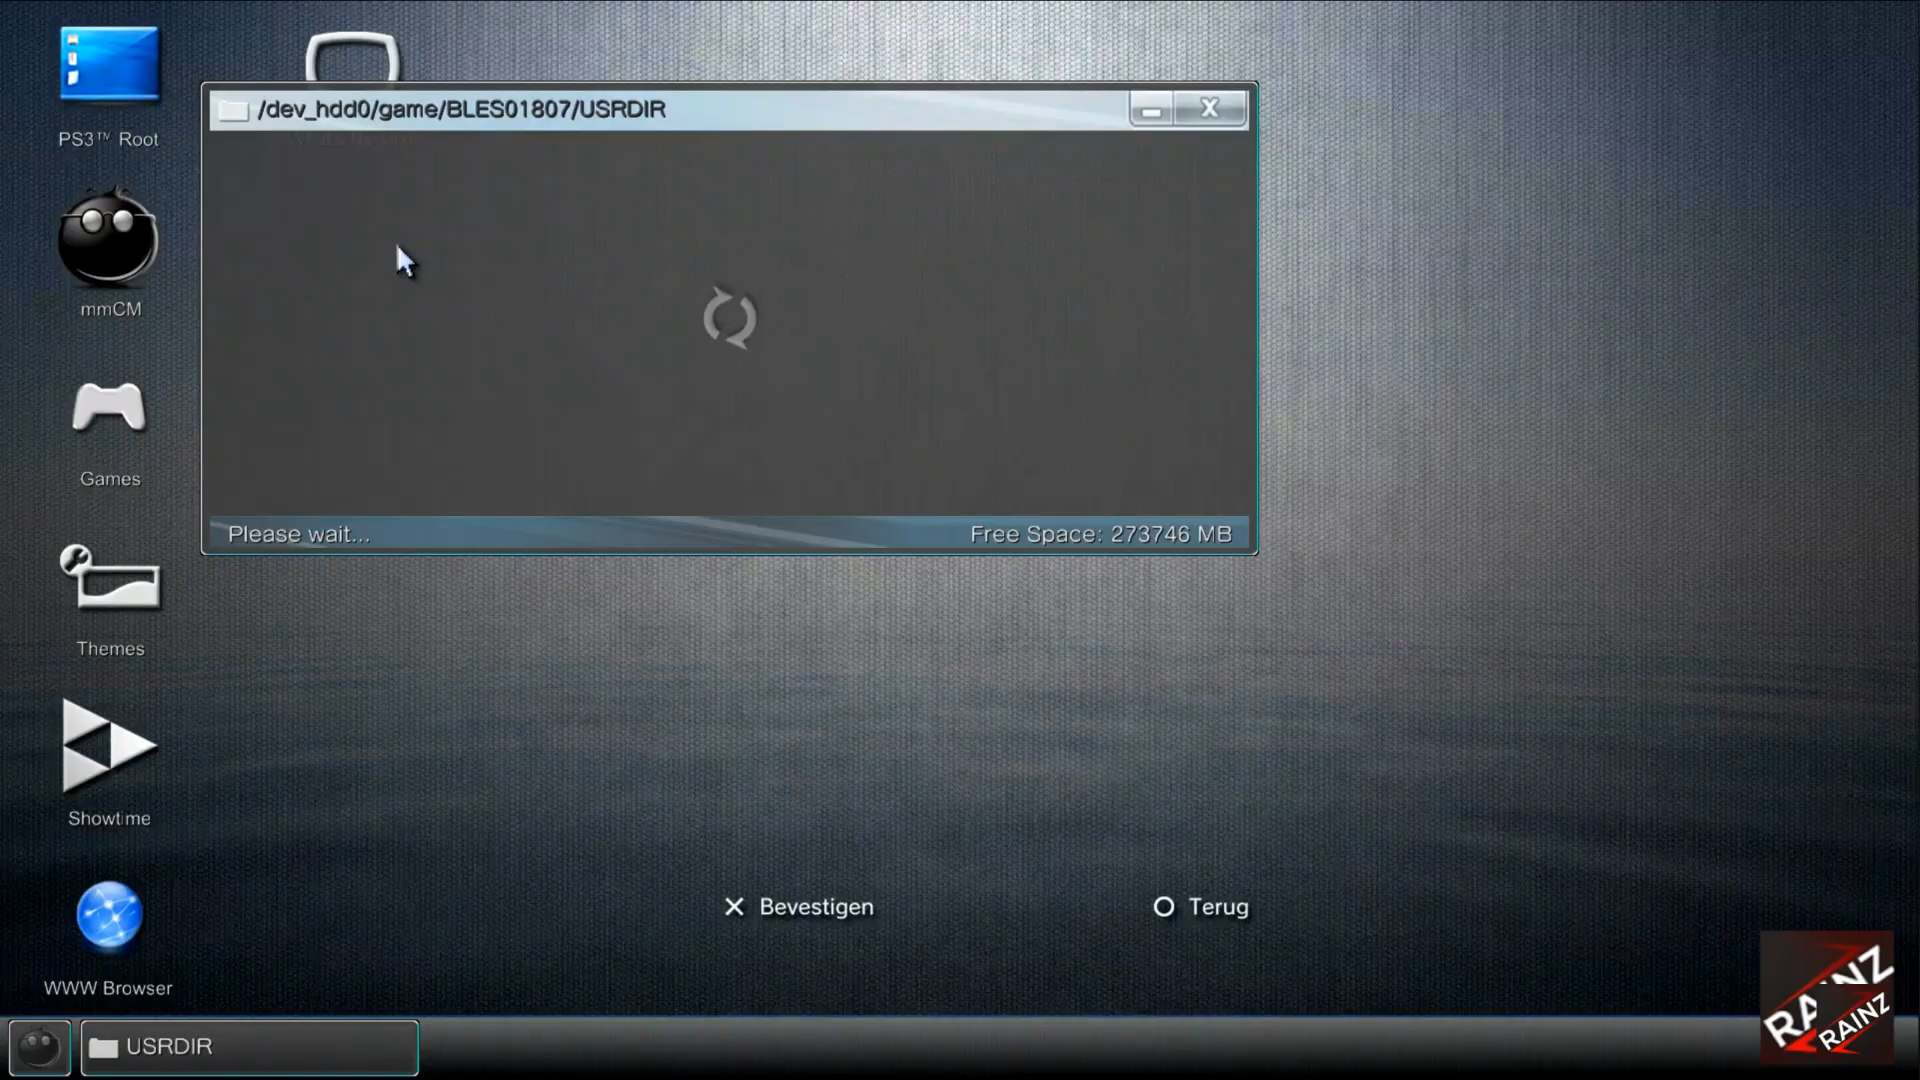 PS3™ Root
/dev_hdd0/game/BLES01807/USRDIR
mmCM
Games
Please wait...
Free Space: 273746 MB
Themes
Showtime
Bevestigen
Terug
WWW Browser
USRDIR
RAINZ